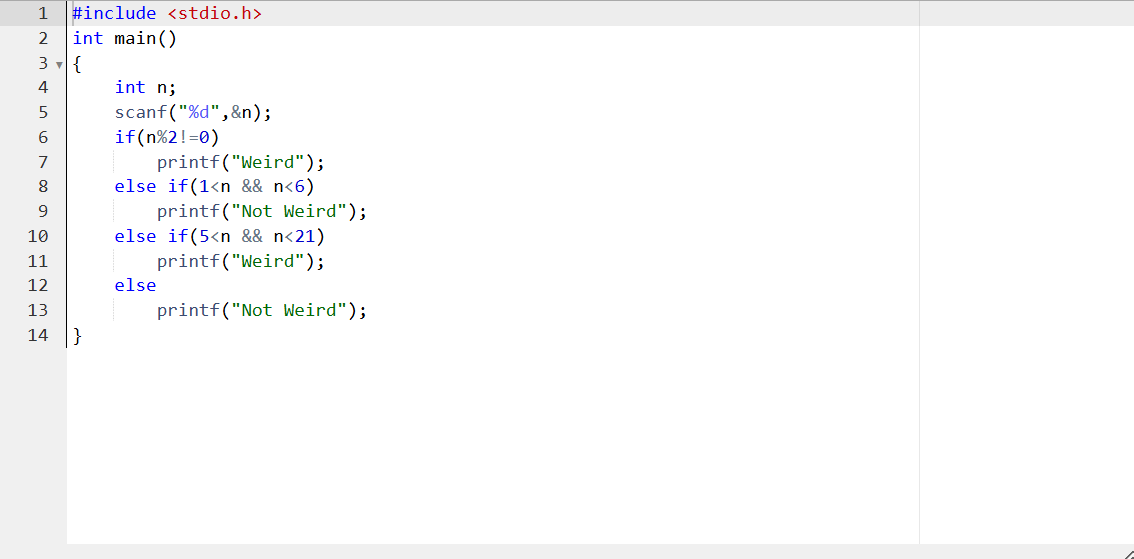 1 #include <stdio.h>
2 int main()
3 {
4     int n;
5     scanf("%d",&n);
6     if(n%2!=0)
7         printf("Weird");
8     else if(1<n && n<6)
9         printf("Not Weird");
10     else if(5<n && n<21)
11         printf("Weird");
12     else
13         printf("Not Weird");
14 }